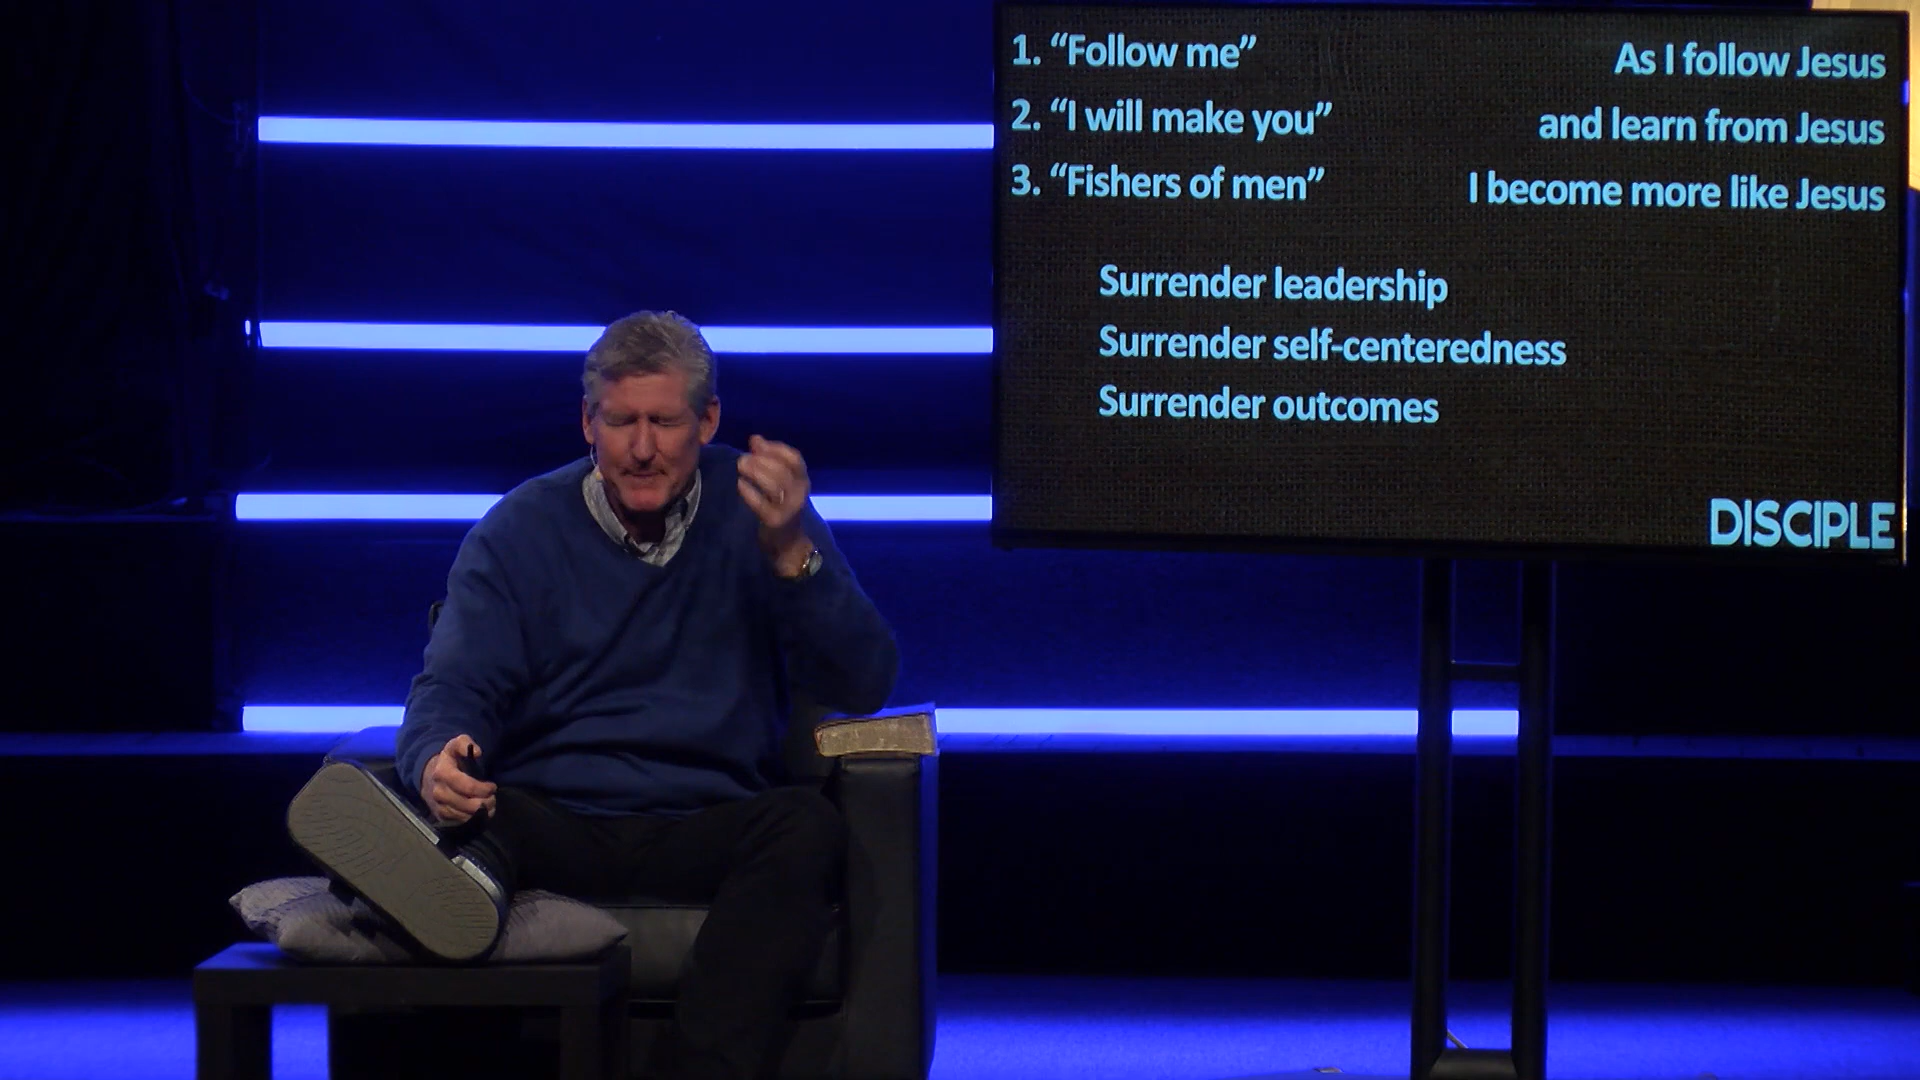 1. “Follow me” As I follow Jesus
2. “I will make you” and learn from Jesus
3. “Fishers of men” I become more like Jesus
Surrender leadership
Surrender self-centeredness
Surrender outcomes
DISCIPLE